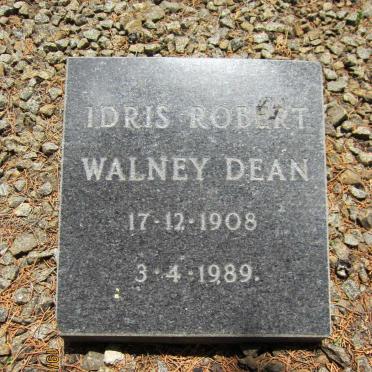 IDRIS ROBERT
WALNEY DEAN
17·12·1908
3·4·1989.